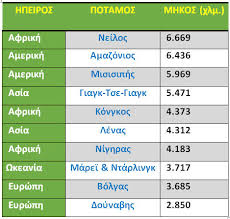 ΗΠΕΙΡΟΣ ΠΟΤΑΜΟΣ ΜΗΚΟΣ (χλμ.)
Αφρική Νείλος 6.669
Αμερική Αμαζόνιος 6.436
Αμερική Μισισιπής 5.969
Ασία Γιαγκ-Τσε-Γιαγκ 5.471
Αφρική Κόνγκος 4.373
Ασία Λένας 4.312
Αφρική Νίγηρας 4.183
Ωκεανία Μάρεϊ & Ντάρλινγκ 3.717
Ευρώπη Βόλγας 3.685
Ευρώπη Δούναβης 2.850